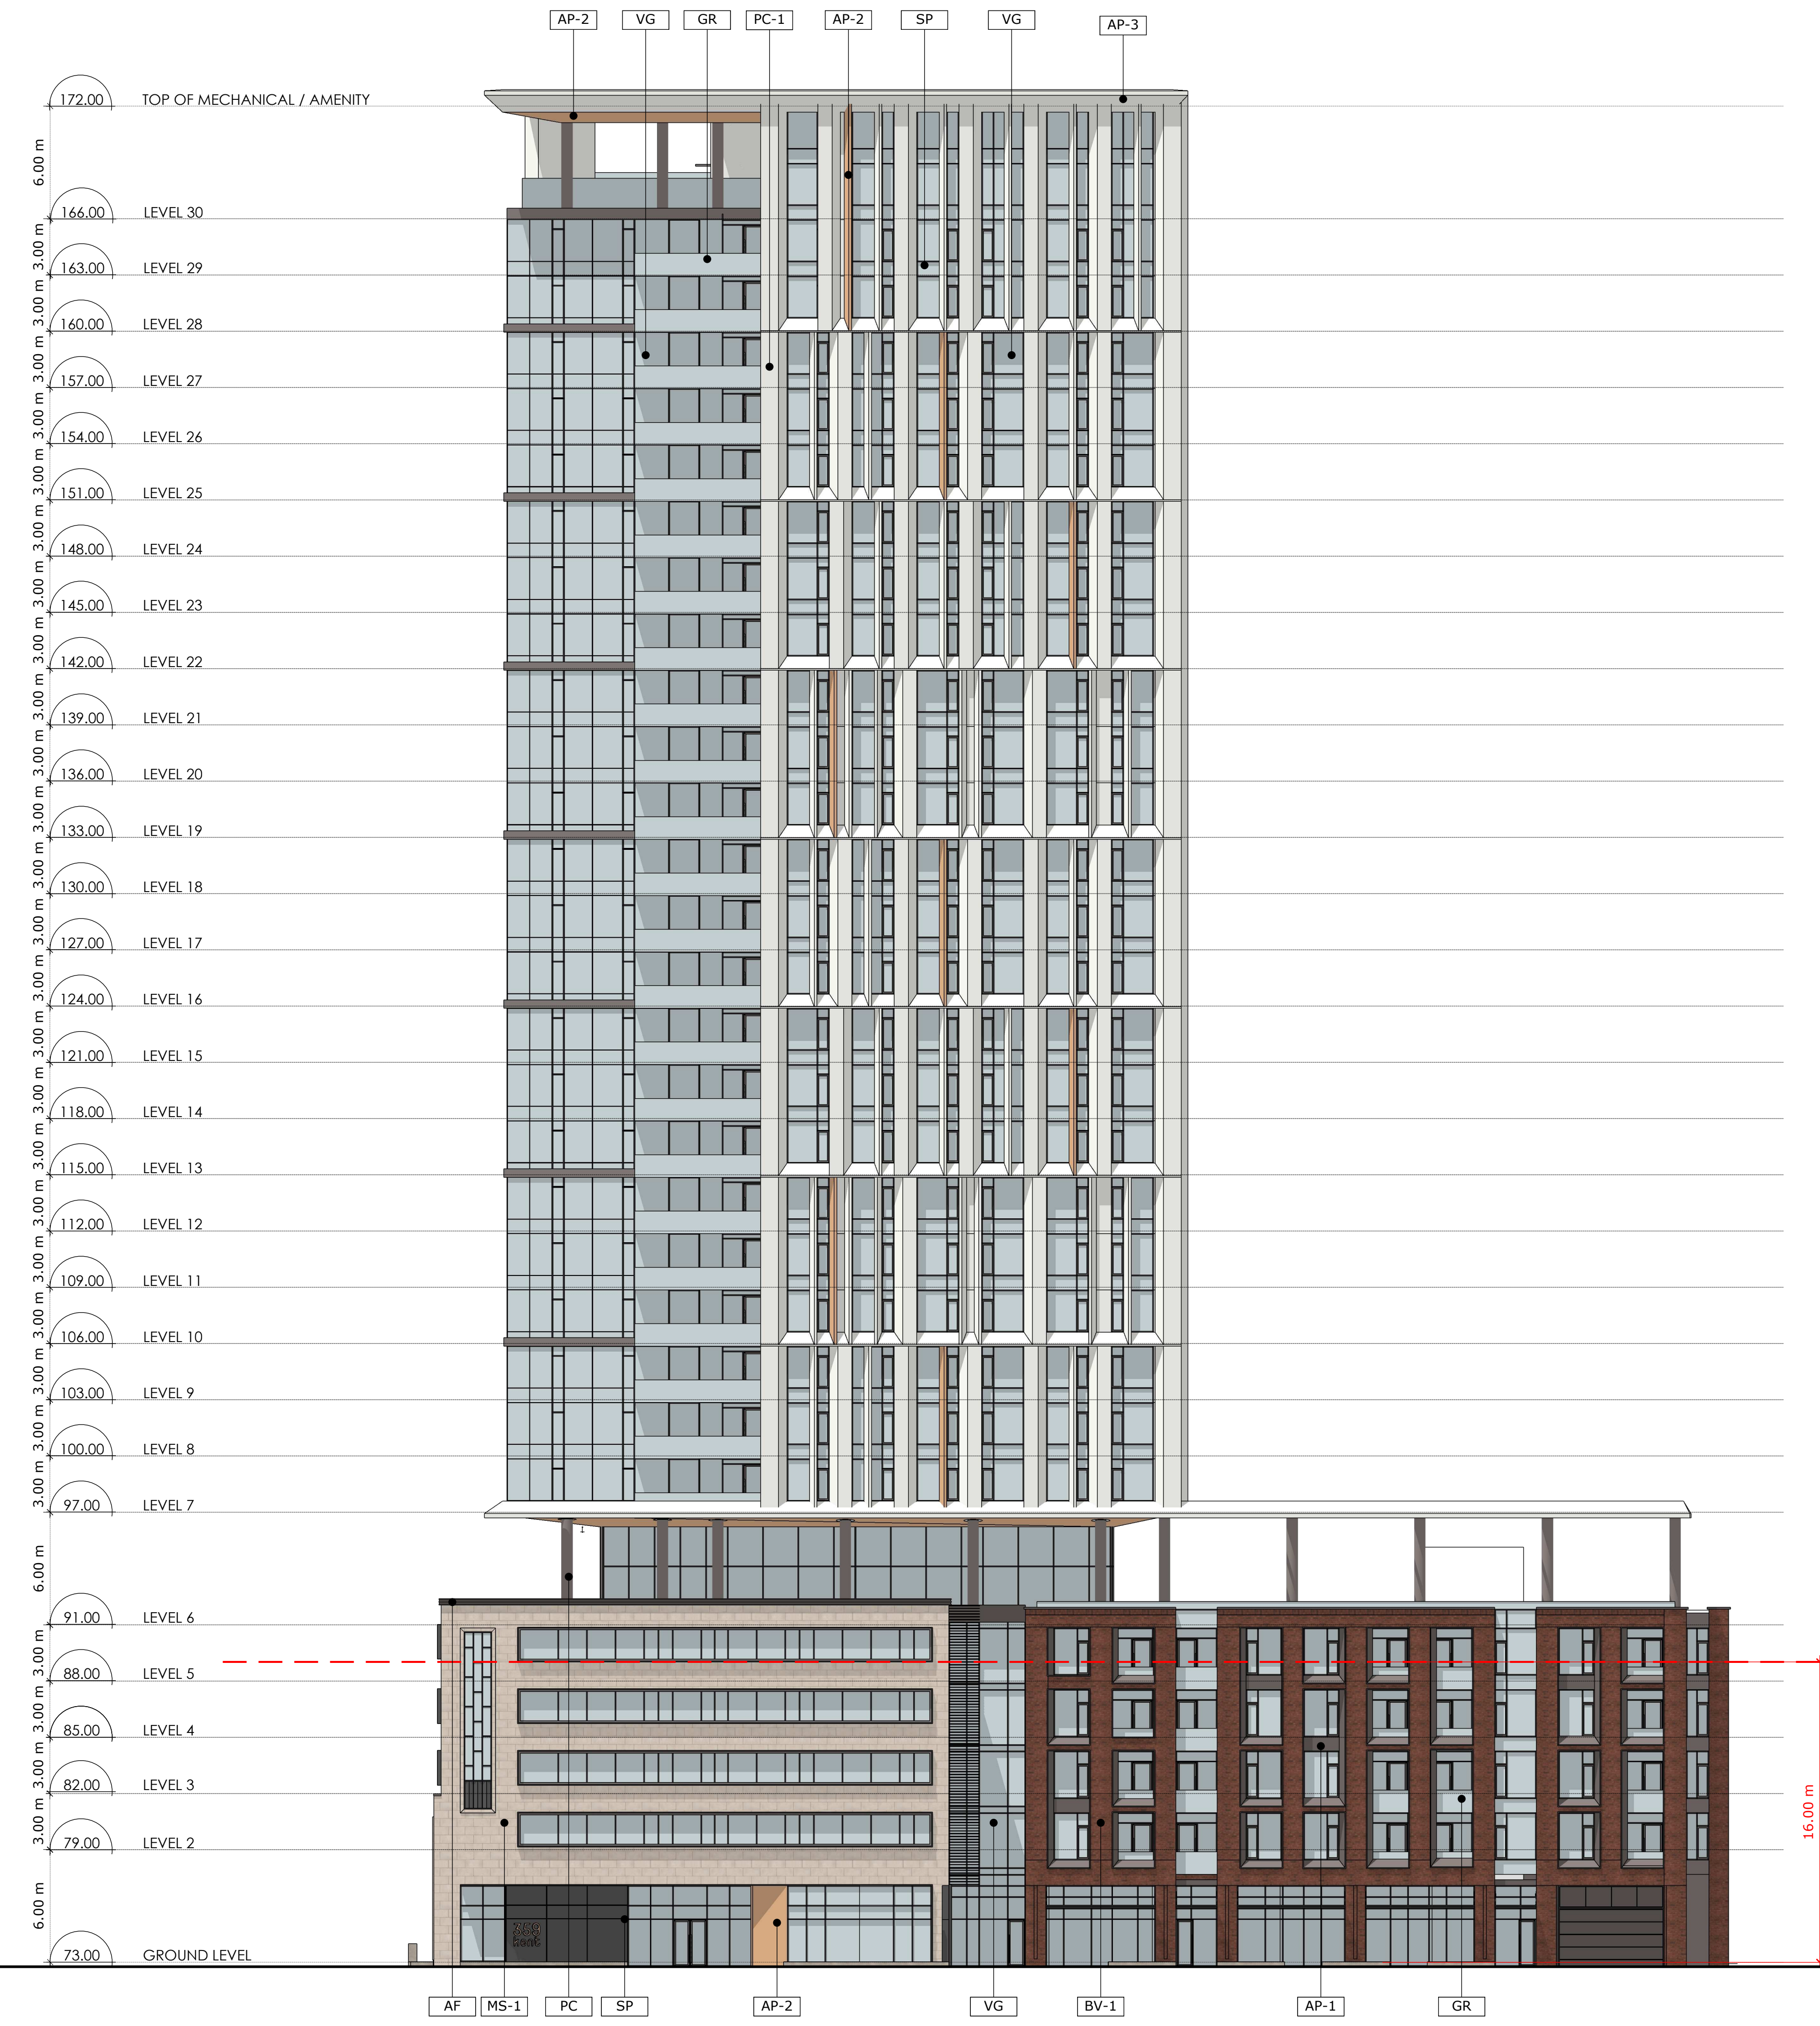 AP-2 VG GR PC-1 AP-2 SP VG AP-3
172.00 TOP OF MECHANICAL / AMENITY
6.00 m
166.00 LEVEL 30
3.00 m
163.00 LEVEL 29
3.00 m
160.00 LEVEL 28
3.00 m
157.00 LEVEL 27
3.00 m
154.00 LEVEL 26
3.00 m
151.00 LEVEL 25
3.00 m
148.00 LEVEL 24
3.00 m
145.00 LEVEL 23
3.00 m
142.00 LEVEL 22
3.00 m
139.00 LEVEL 21
3.00 m
136.00 LEVEL 20
3.00 m
133.00 LEVEL 19
3.00 m
130.00 LEVEL 18
3.00 m
127.00 LEVEL 17
3.00 m
124.00 LEVEL 16
3.00 m
121.00 LEVEL 15
3.00 m
118.00 LEVEL 14
3.00 m
115.00 LEVEL 13
3.00 m
112.00 LEVEL 12
3.00 m
109.00 LEVEL 11
3.00 m
106.00 LEVEL 10
3.00 m
103.00 LEVEL 9
3.00 m
100.00 LEVEL 8
3.00 m
97.00 LEVEL 7
6.00 m
91.00 LEVEL 6
3.00 m
88.00 LEVEL 5
3.00 m
85.00 LEVEL 4
3.00 m
82.00 LEVEL 3
3.00 m
79.00 LEVEL 2
16.00 m
6.00 m
359
kent
73.00 GROUND LEVEL
AF MS-1 PC SP AP-2 VG BV-1 AP-1 GR